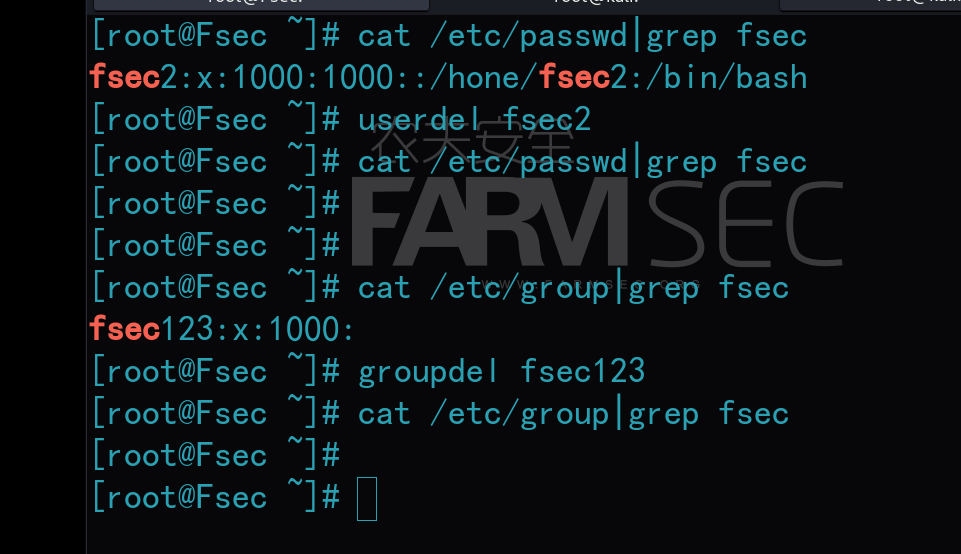 [root@Fsec ~]# cat /etc/passwd|grep fsec
fsec2:x:1000:1000::/hone/fsec2:/bin/bash
[root@Fsec ~]# userdel fsec2
农夫安全
[root@Fsec ~]# cat /etc/passwd|grep fsec
[root@Fsec ~]#
FARMSEC
[root@Fsec ~]#
[root@Fsec ~]# cat /etc/group|grep fsec
WWW.FARMSEC.ORG
fsec123:x:1000:
[root@Fsec ~]# groupdel fsec123
[root@Fsec ~]# cat /etc/group|grep fsec
[root@Fsec ~]#
[root@Fsec ~]#